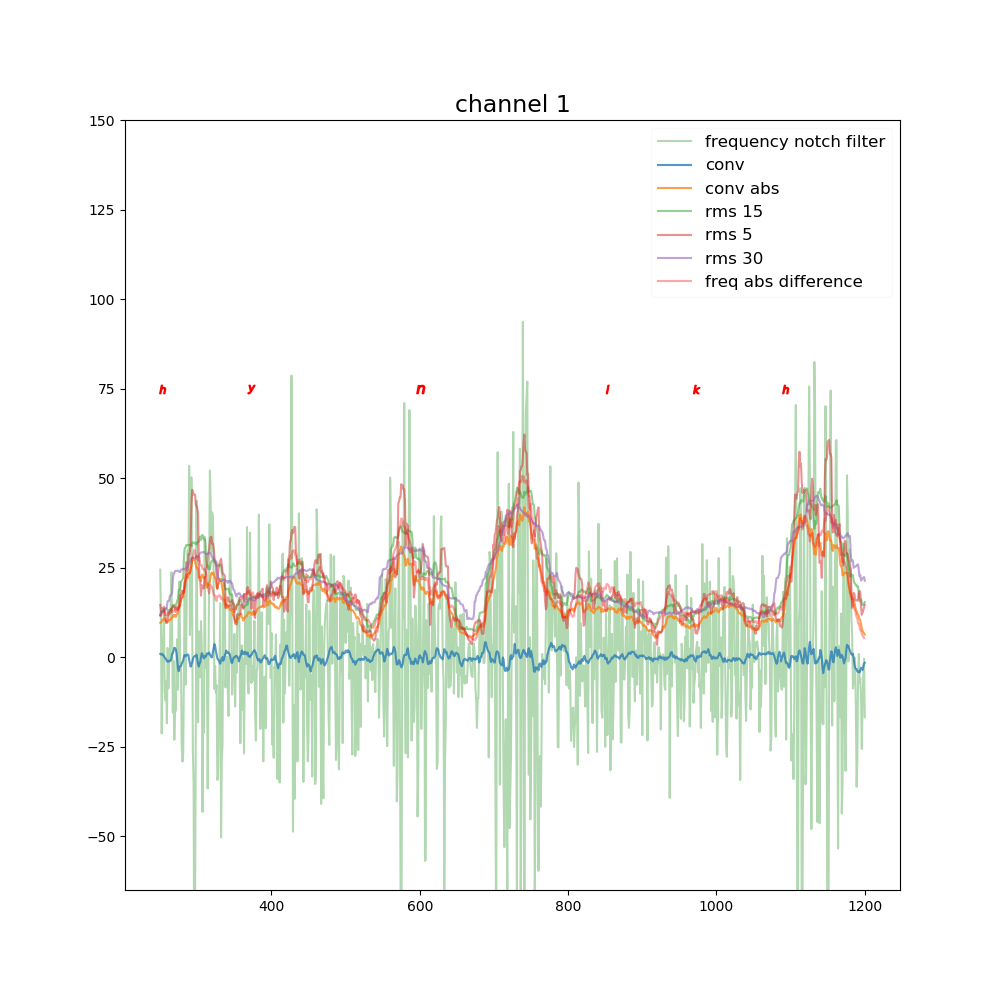 channel 1
150
frequency notch filter
conv
conv abs
rms 15
rms 5
rms 30
freq abs difference
125
100
75
h y n l k h
50
25
0
−25
−50
400 600 800 1000 1200